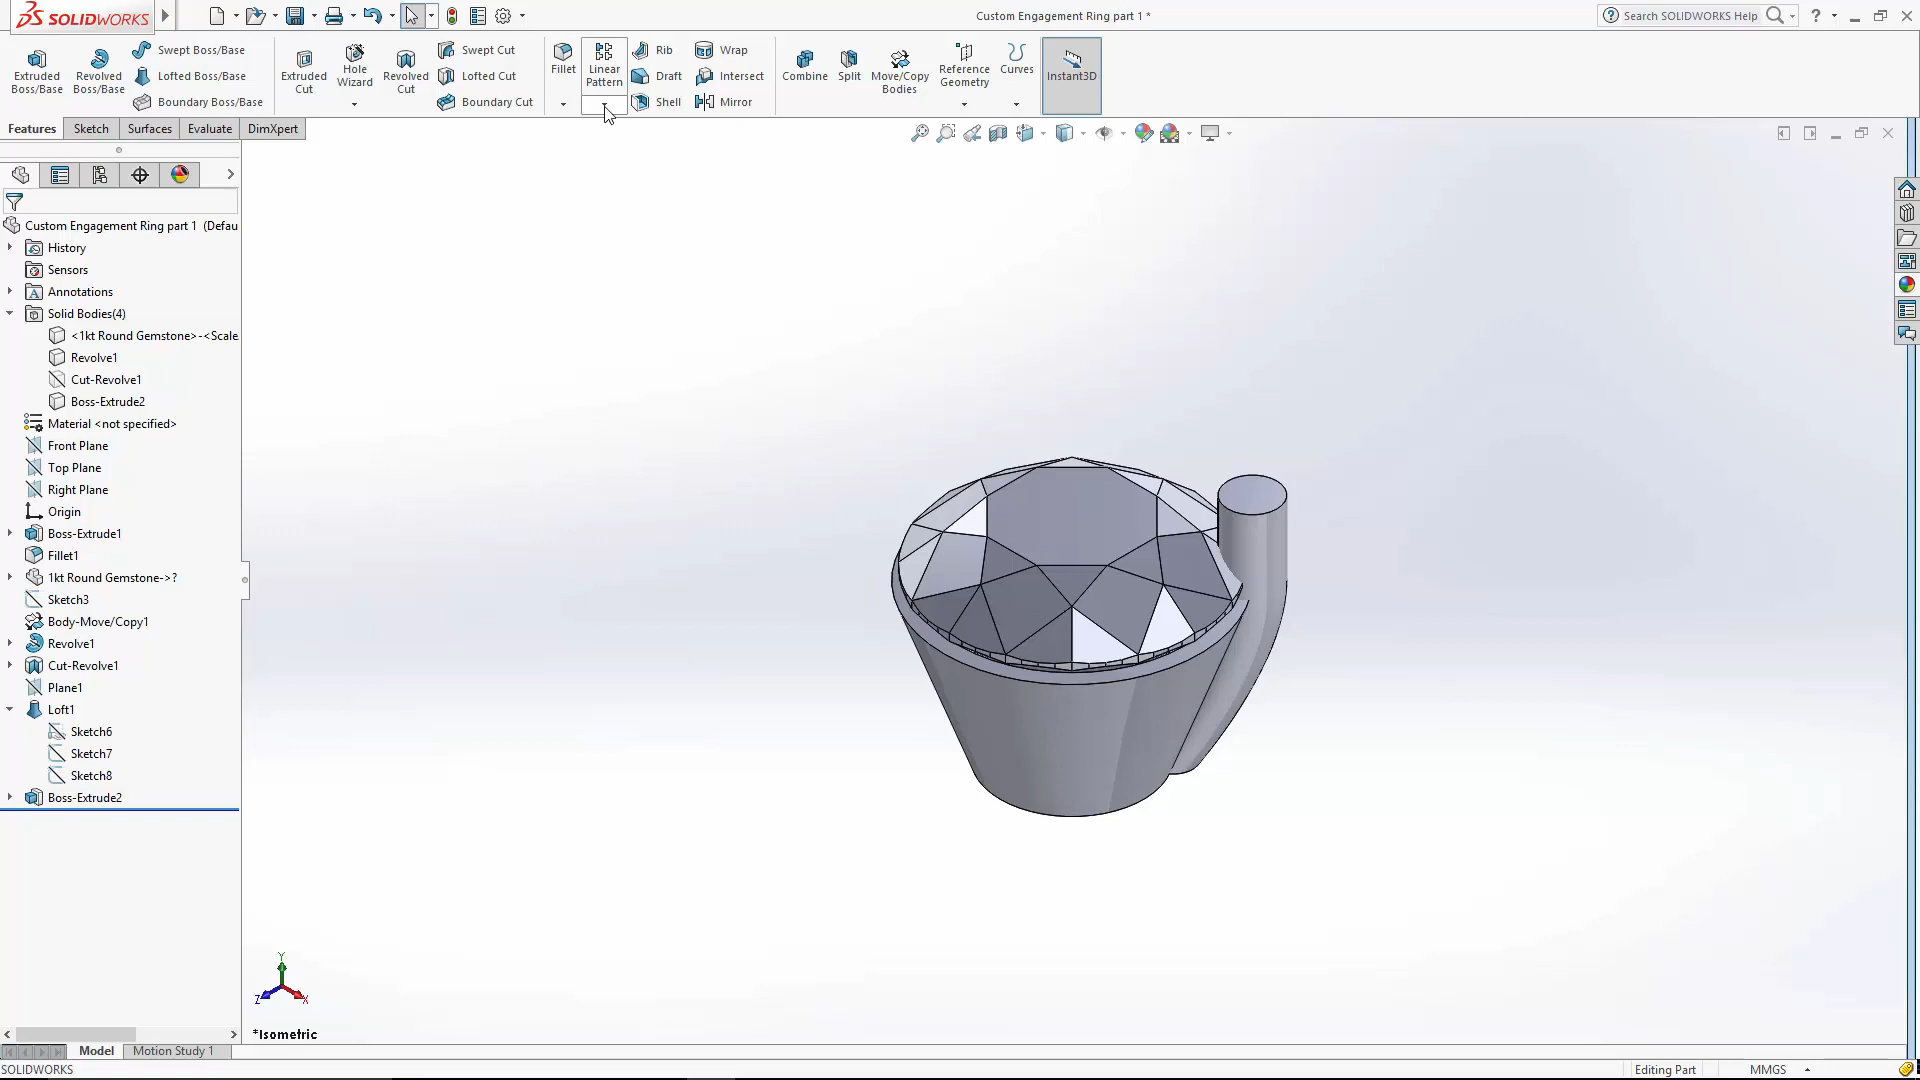 SOLIDWORKS
Custom Engagement Ring part 1 *
Search SOLIDWORKS Help
?
Extruded Boss/Base
Revolved Boss/Base
Swept Boss/Base
Lofted Boss/Base
Boundary Boss/Base
Extruded Cut
Hole Wizard
Revolved Cut
Swept Cut
Lofted Cut
Boundary Cut
Fillet
Linear Pattern
Rib
Draft
Shell
Wrap
Intersect
Mirror
Combine
Split
Move/Copy Bodies
Reference Geometry
Curves
Instant3D
Features
Sketch
Surfaces
Evaluate
DimXpert
Custom Engagement Ring part 1 (Defau
History
Sensors
Annotations
Solid Bodies(4)
<1kt Round Gemstone>-<Scale
Revolve1
Cut-Revolve1
Boss-Extrude2
Material <not specified>
Front Plane
Top Plane
Right Plane
Origin
Boss-Extrude1
Fillet1
1kt Round Gemstone->?
Sketch3
Body-Move/Copy1
Revolve1
Cut-Revolve1
Plane1
Loft1
Sketch6
Sketch7
Sketch8
Boss-Extrude2
Y
Z
X
*Isometric
Model
Motion Study 1
SOLIDWORKS
Editing Part
MMGS